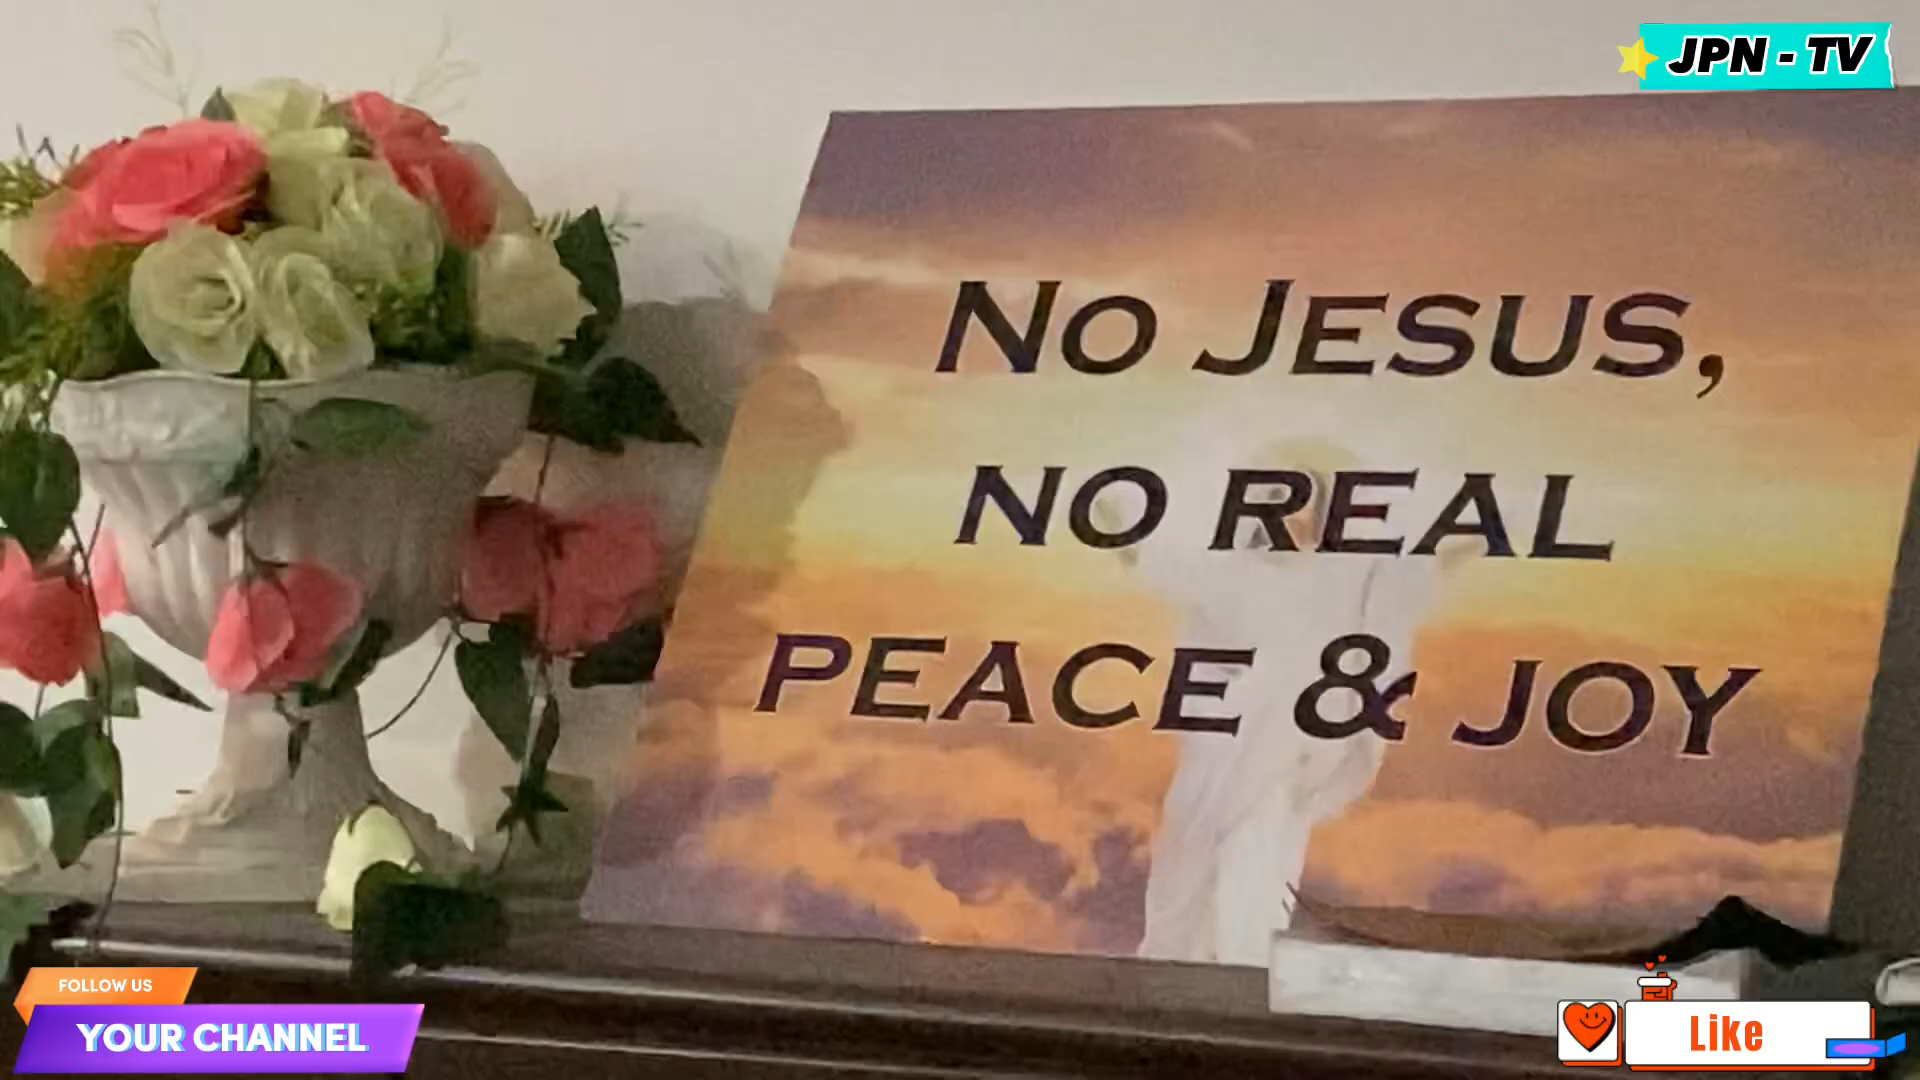 JPN - TV
NO JESUS,
NO REAL
PEACE & JOY
FOLLOW US
YOUR CHANNEL
Like